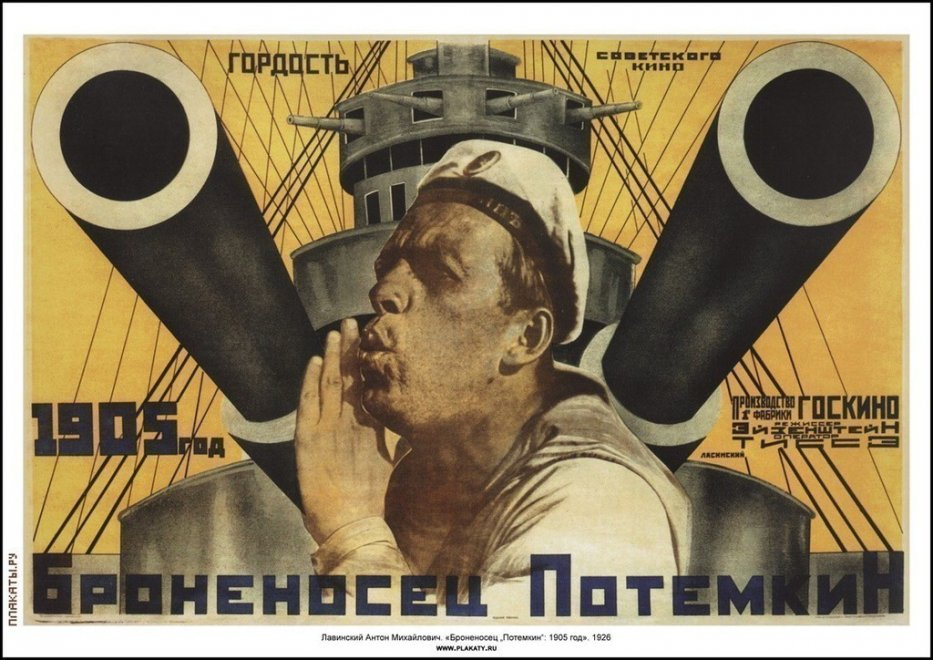 ГОРДОСТЬ
СОВЕТСКОГО
КИНО
1905 ГОД
ПРОИЗВОДСТВО
1й ФАБРИКИ ГОСКИНО
РЕЖИССЕР
ЭЙЗЕНШТЕЙН
ОПЕРАТОР
ТИССЭ
ЛАВИНСКИЙ
БРОНЕНОСЕЦ ПОТЕМКИН
ПЛАКАТЫ.РУ
Лавинский Антон Михайлович. «Броненосец „Потемкин“: 1905 год». 1926
WWW.PLAKATY.RU